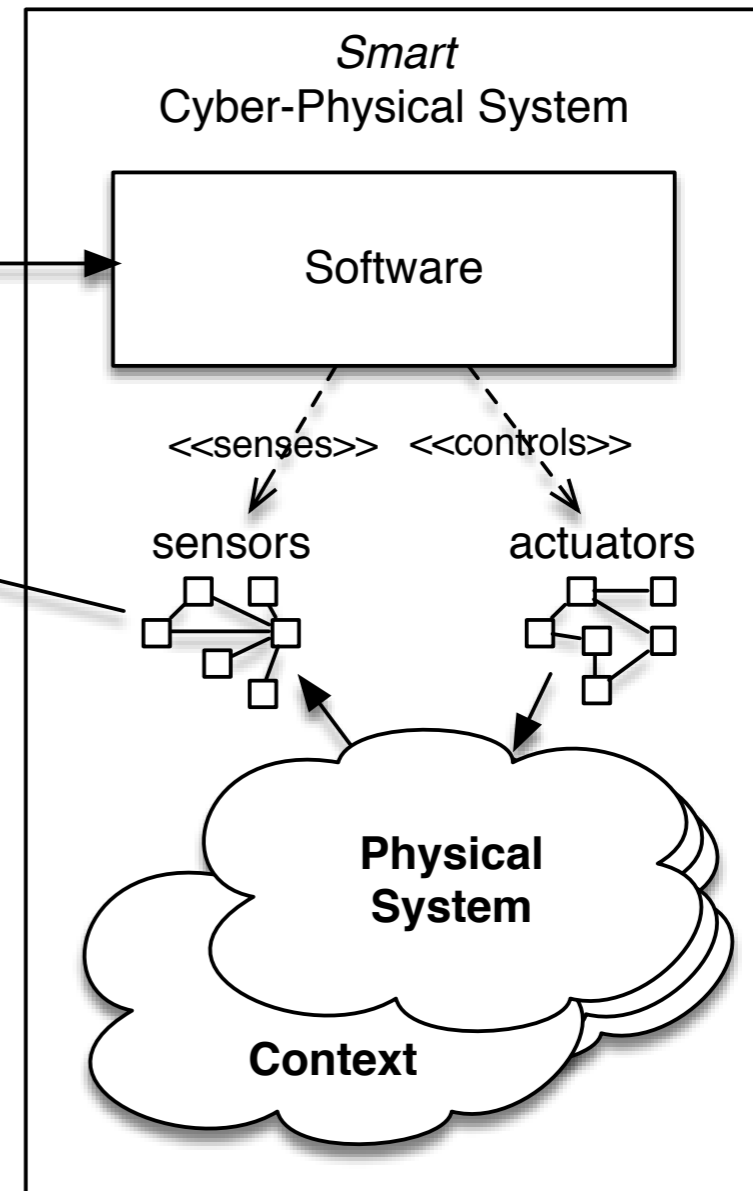 Smart
Cyber-Physical System
Software
<<senses>> <<controls>>
sensors actuators
Physical
System
Context